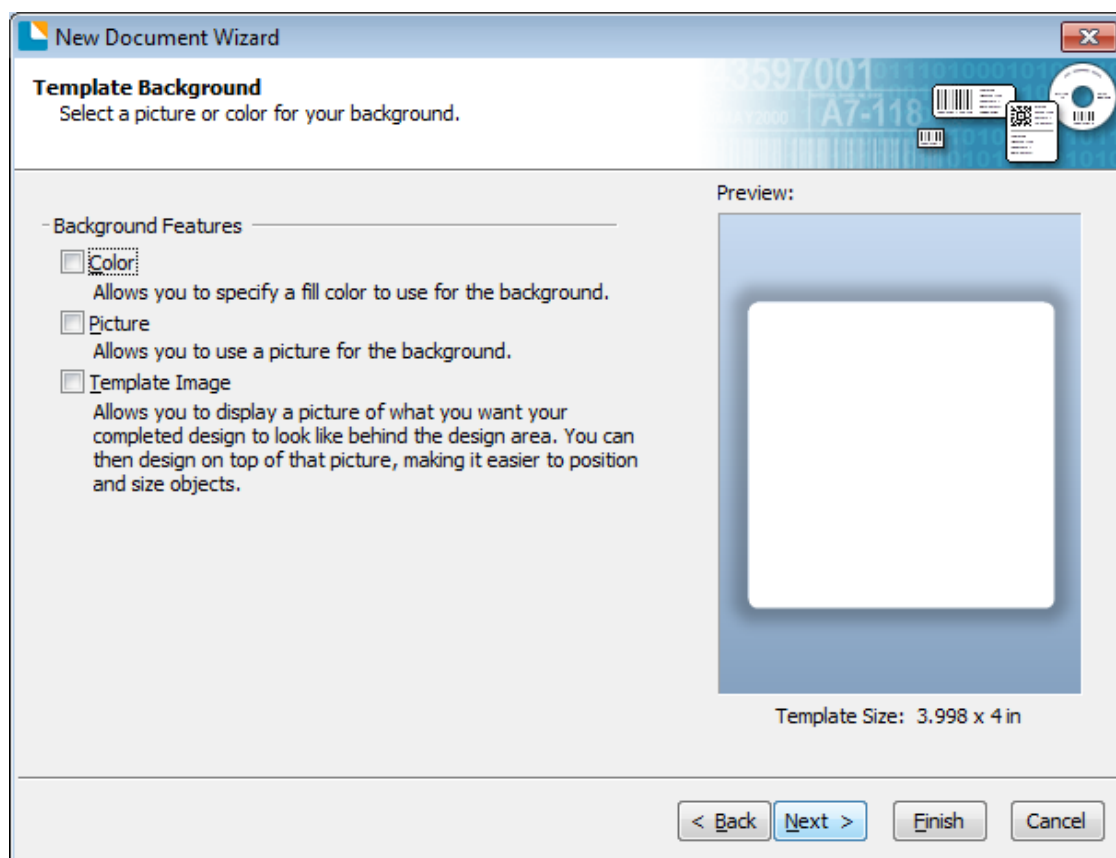 New Document Wizard
Template Background
Select a picture or color for your background.
3597001
A7-118
Preview:
Background Features
Color
Allows you to specify a fill color to use for the background.
Picture
Allows you to use a picture for the background.
Template Image
Allows you to display a picture of what you want your
completed design to look like behind the design area. You can
then design on top of that picture, making it easier to position
and size objects.
Template Size: 3.998 x 4 in
< Back
Next >
Finish
Cancel